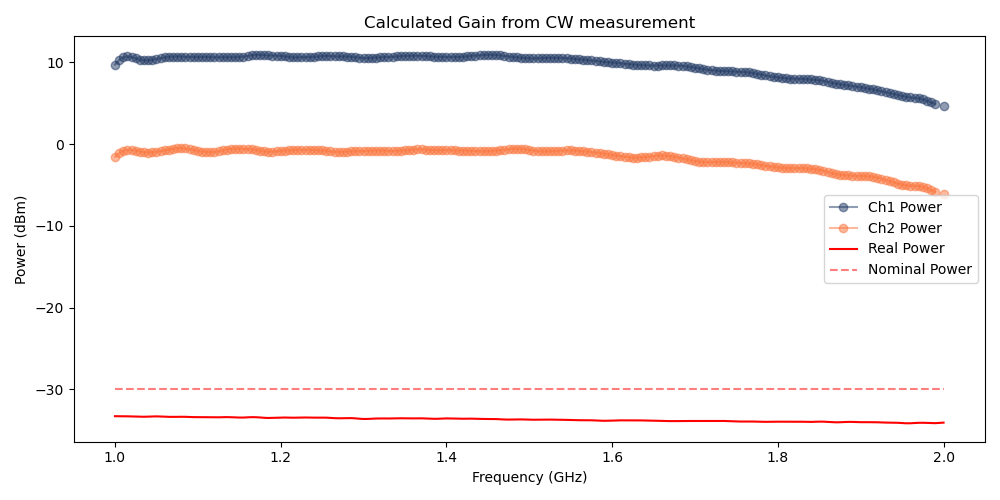 Calculated Gain from CW measurement
Power (dBm)
10
0
−10
−20
−30
Ch1 Power
Ch2 Power
Real Power
Nominal Power
1.0 1.2 1.4 1.6 1.8 2.0
Frequency (GHz)